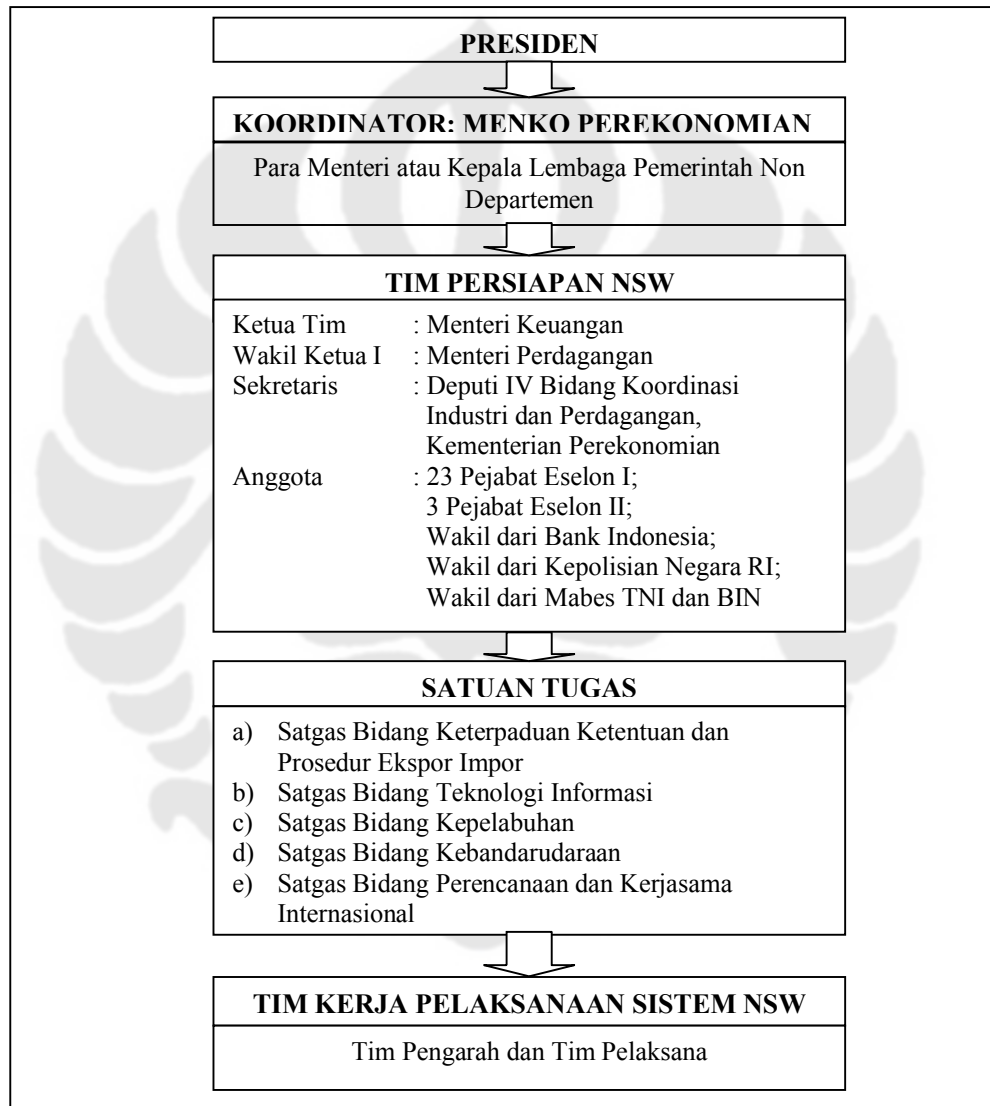 PRESIDEN
KOORDINATOR: MENKO PEREKONOMIAN
Para Menteri atau Kepala Lembaga Pemerintah Non
Departemen
TIM PERSIAPAN NSW
Ketua Tim : Menteri Keuangan
Wakil Ketua I : Menteri Perdagangan
Sekretaris : Deputi IV Bidang Koordinasi
Industri dan Perdagangan,
Kementerian Perekonomian
Anggota : 23 Pejabat Eselon I;
3 Pejabat Eselon II;
Wakil dari Bank Indonesia;
Wakil dari Kepolisian Negara RI;
Wakil dari Mabes TNI dan BIN
SATUAN TUGAS
a) Satgas Bidang Keterpaduan Ketentuan dan
Prosedur Ekspor Impor
b) Satgas Bidang Teknologi Informasi
c) Satgas Bidang Kepelabuhan
d) Satgas Bidang Kebandarudaraan
e) Satgas Bidang Perencanaan dan Kerjasama
Internasional
TIM KERJA PELAKSANAAN SISTEM NSW
Tim Pengarah dan Tim Pelaksana